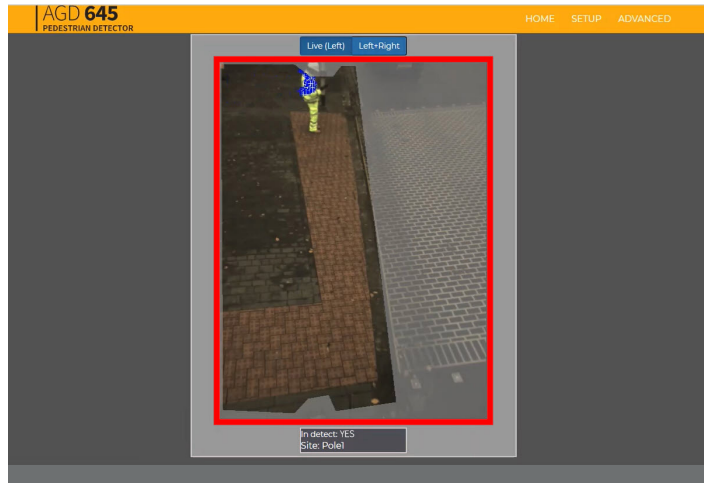 AGD 645
PEDESTRIAN DETECTOR
HOME SETUP ADVANCED
Live (Left) Left+Right
In detect: YES
Site: Pole1